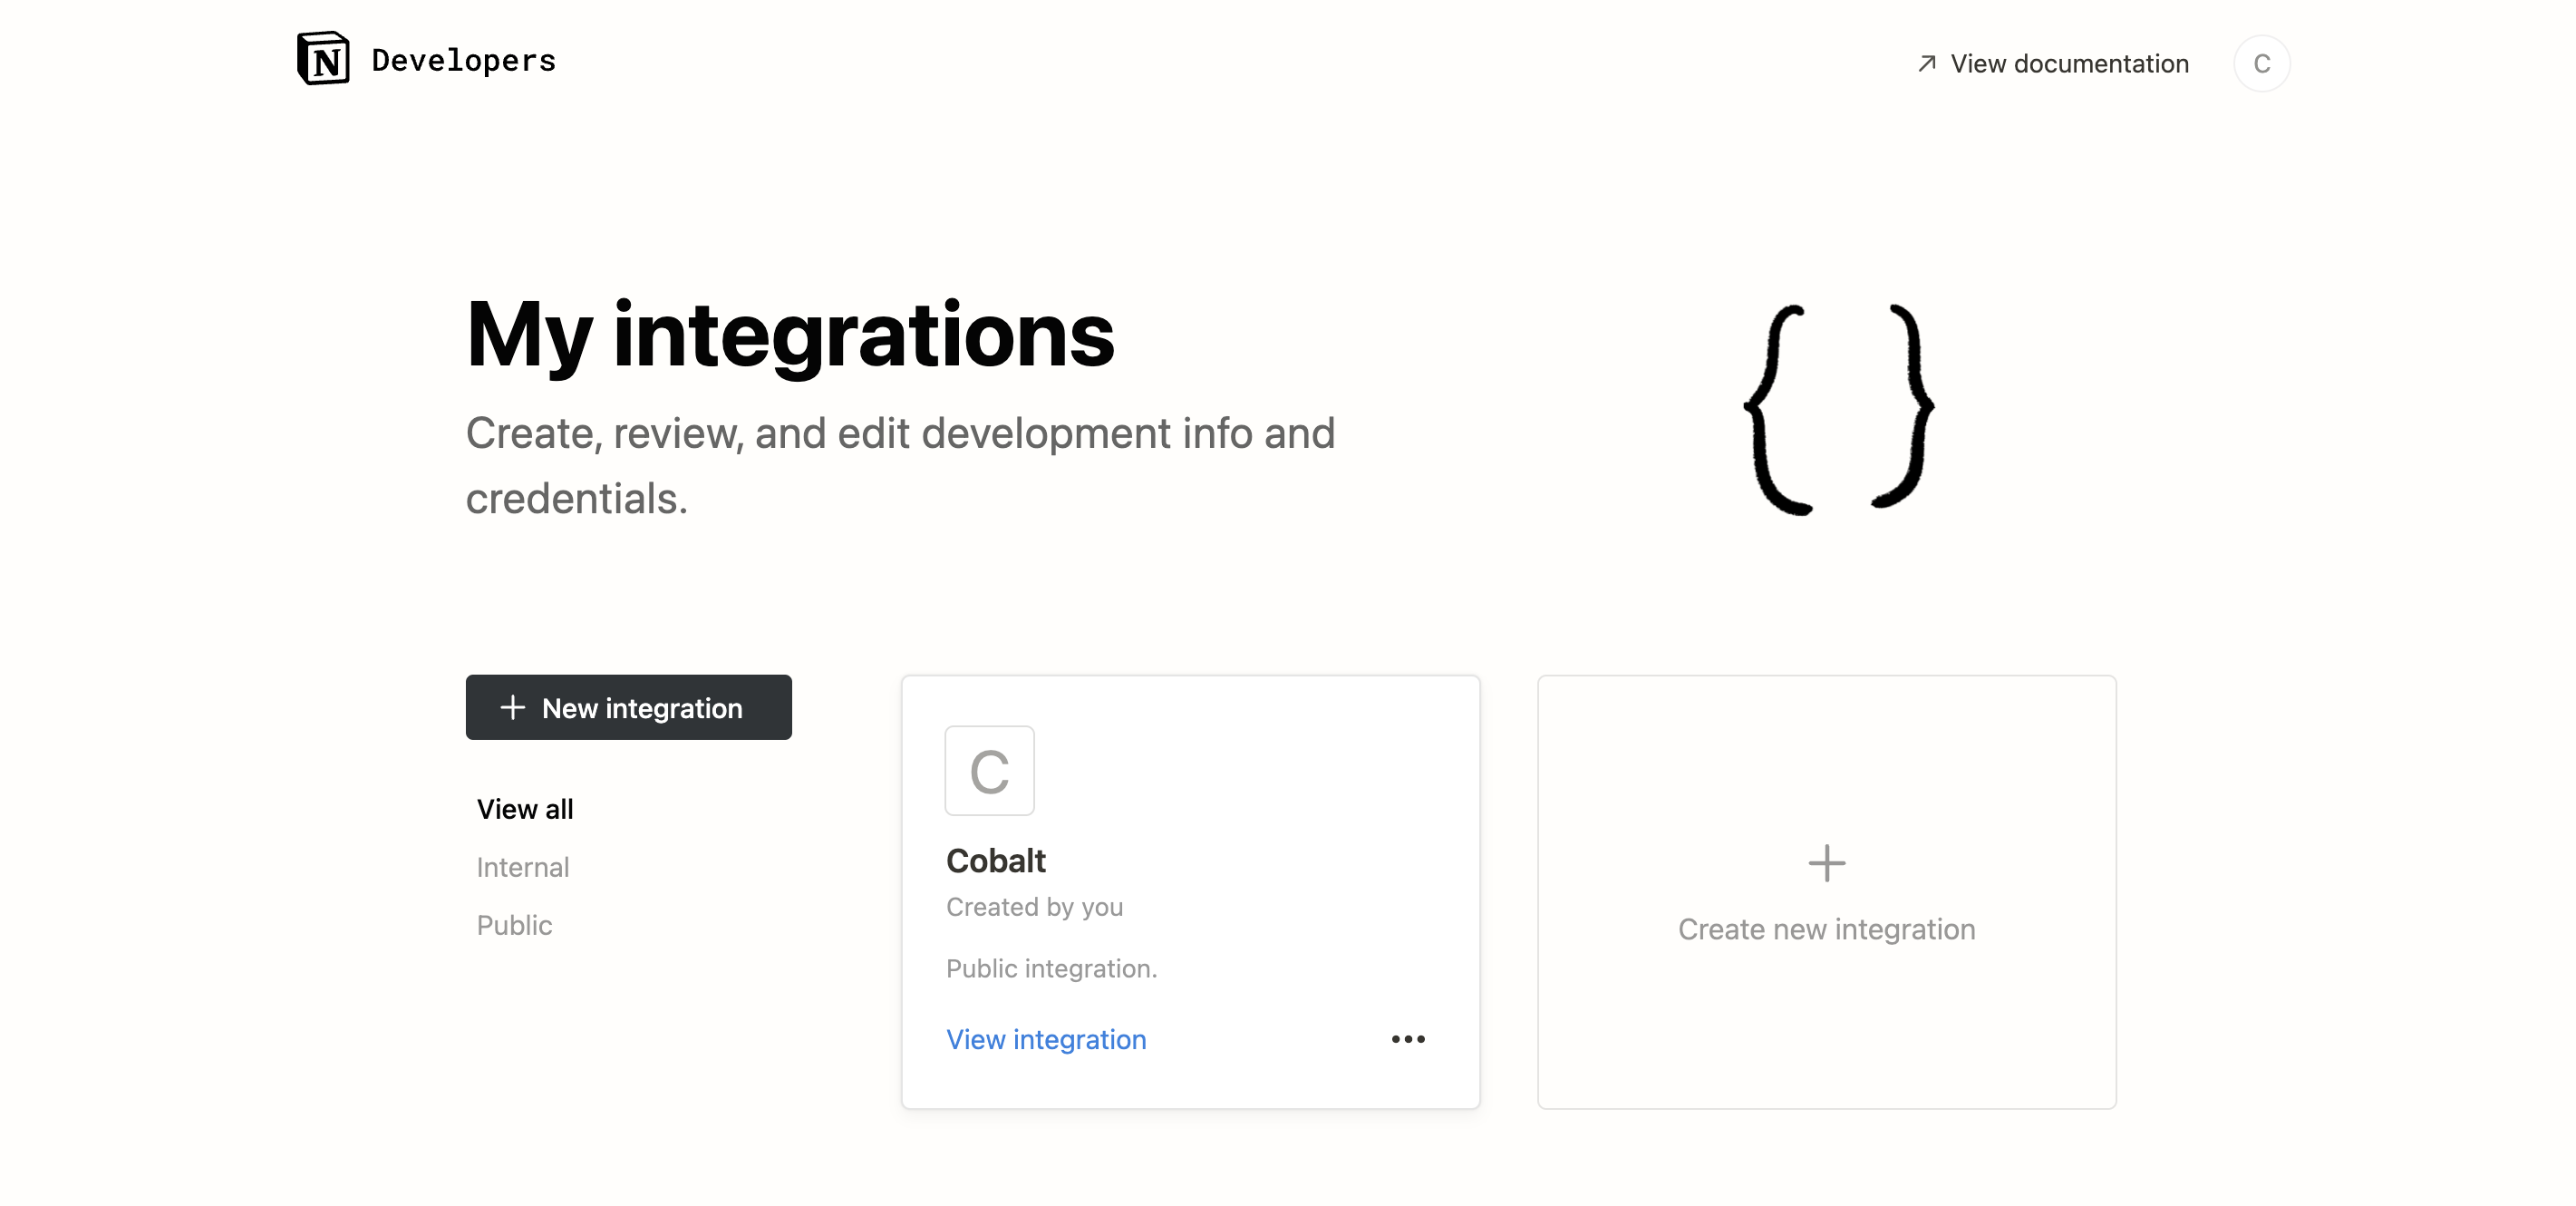 N Developers
View documentation
C
My integrations
Create, review, and edit development info and
credentials.
{ }
New integration
View all
Internal
Public
C
Cobalt
Created by you
Public integration.
View integration
Create new integration